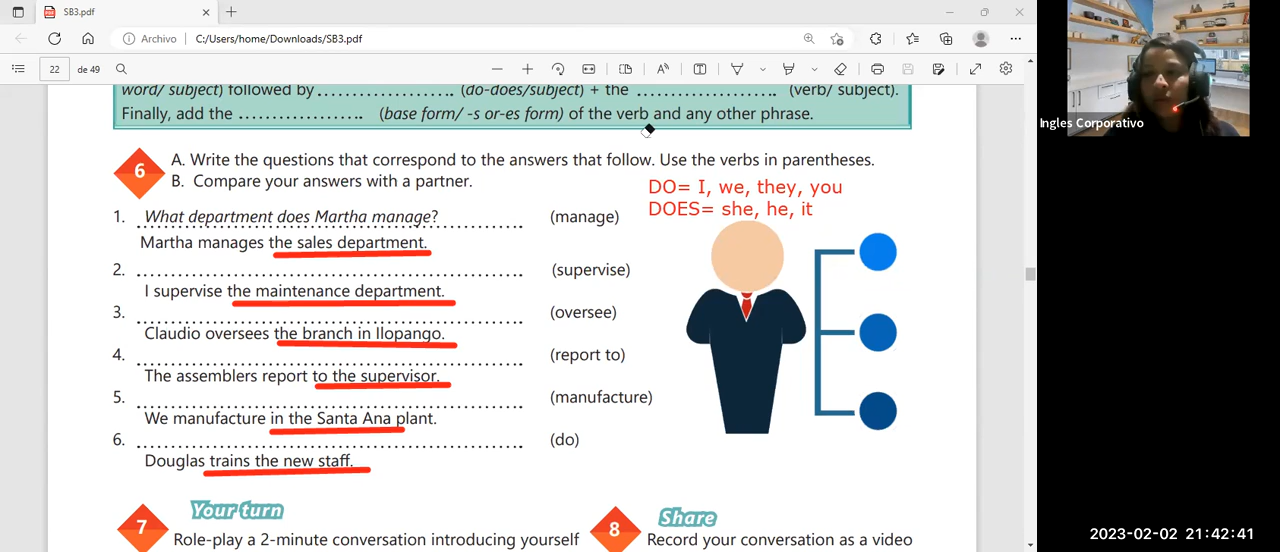 SB3.pdf
Archivo C:/Users/home/Downloads/SB3.pdf
22 de 49
word/ subject) followed by .................... (do-does/subject) + the .................... (verb/ subject).
Finally, add the .................. (base form/ -s or-es form) of the verb and any other phrase.
6 A. Write the questions that correspond to the answers that follow. Use the verbs in parentheses.
B. Compare your answers with a partner.
DO= I, we, they, you
DOES= she, he, it
1. What department does Martha manage? (manage)
Martha manages the sales department.
2. (supervise)
I supervise the maintenance department.
3. (oversee)
Claudio oversees the branch in Ilopango.
4. (report to)
The assemblers report to the supervisor.
5. (manufacture)
We manufacture in the Santa Ana plant.
6. (do)
Douglas trains the new staff.
7 Your turn
Role-play a 2-minute conversation introducing yourself
8 Share
Record your conversation as a video
Ingles Corporativo
2023-02-02 21:42:41